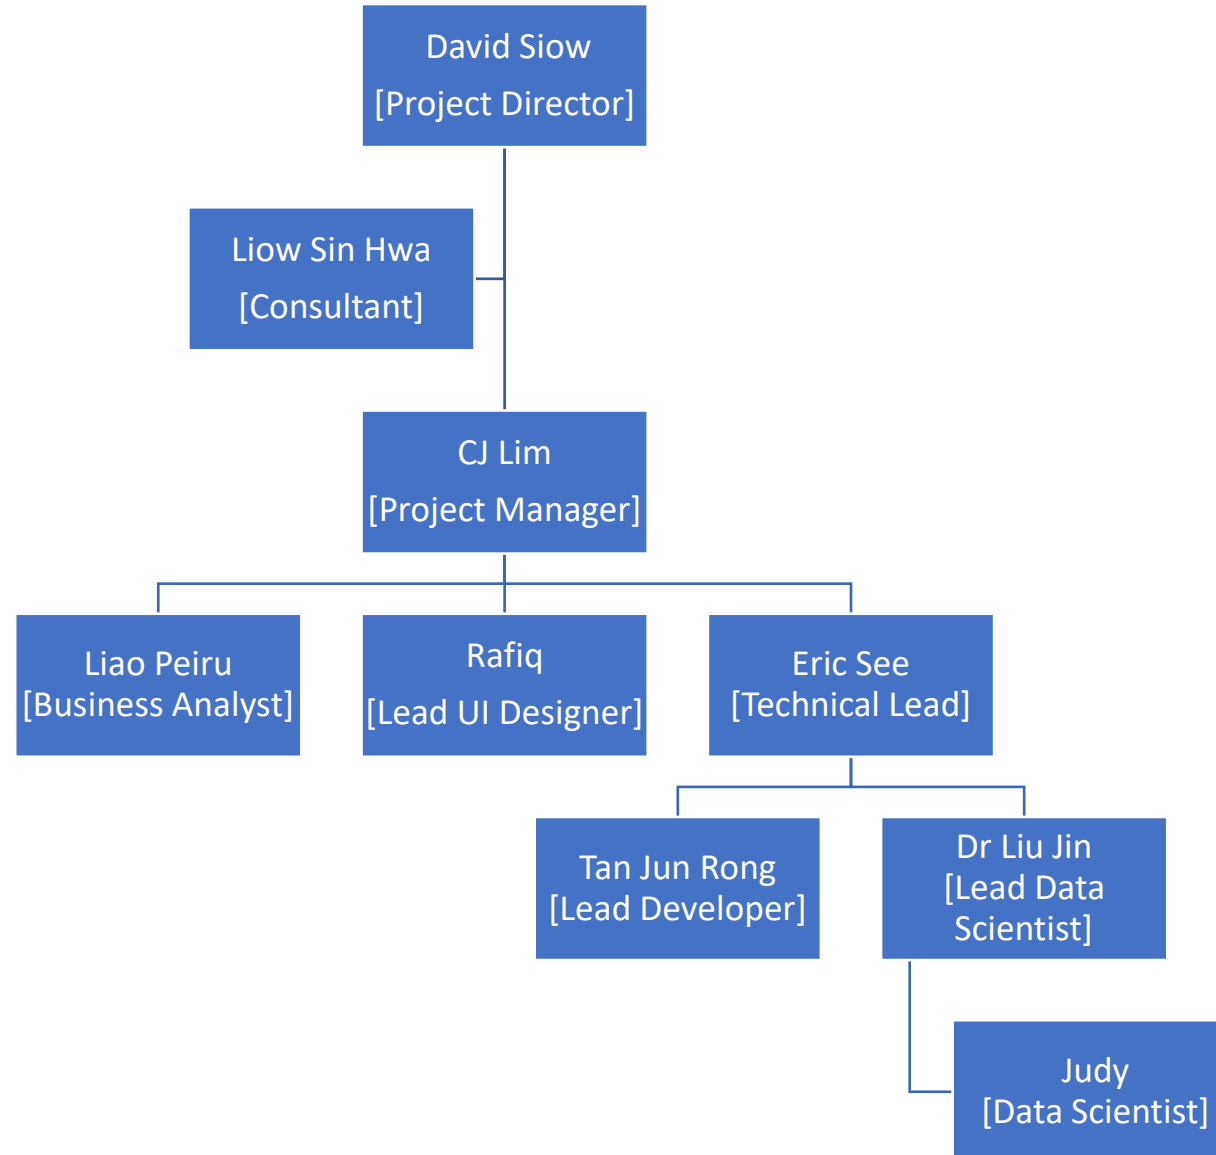 David Siow
[Project Director]
Liow Sin Hwa
[Consultant]
CJ Lim
[Project Manager]
Liao Peiru
[Business Analyst]
Rafiq
[Lead UI Designer]
Eric See
[Technical Lead]
Tan Jun Rong
[Lead Developer]
Dr Liu Jin
[Lead Data
Scientist]
Judy
[Data Scientist]